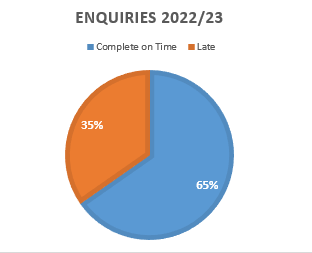 ENQUIRIES 2022/23
Complete on Time Late
35%
65%